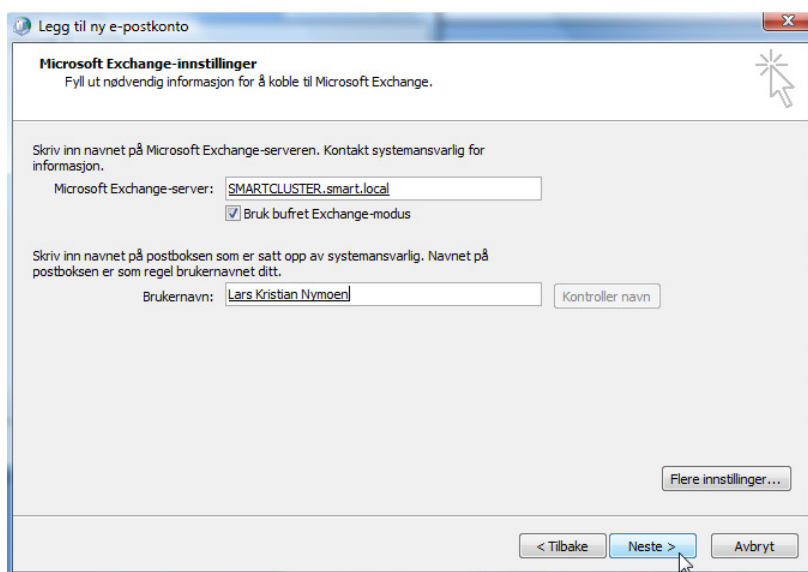 Legg til ny e-postkonto
Microsoft Exchange-innstillinger
Fyll ut nødvendig informasjon for å koble til Microsoft Exchange.
Skriv inn navnet på Microsoft Exchange-serveren. Kontakt systemansvarlig for
informasjon.
Microsoft Exchange-server: SMARTCLUSTER.smart.local
Bruk bufret Exchange-modus
Skriv inn navnet på postboksen som er satt opp av systemansvarlig. Navnet på
postboksen er som regel brukernavnet ditt.
Brukernavn: Lars Kristian Nymoen Kontroller navn
Flere innstillinger...
< Tilbake Neste > Avbryt